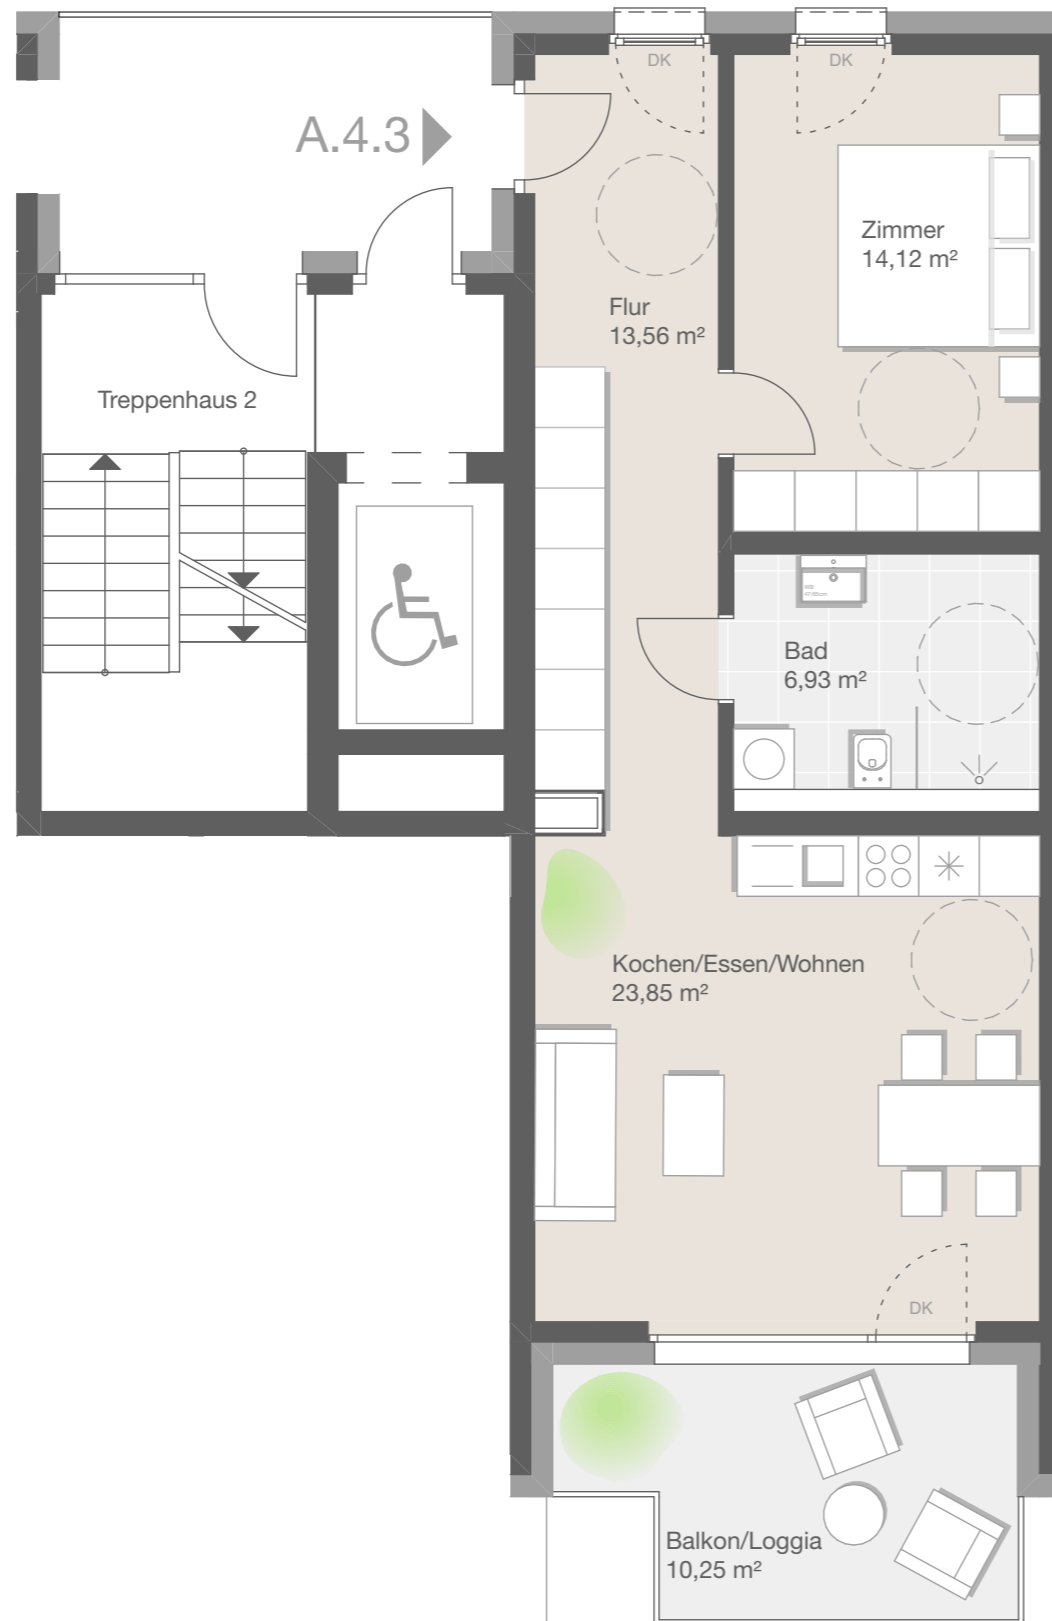 DK
DK
A.4.3
Zimmer
14,12 m²
Flur
13,56 m²
Treppenhaus 2
Bad
6,93 m²
Kochen/Essen/Wohnen
23,85 m²
DK
Balkon/Loggia
10,25 m²